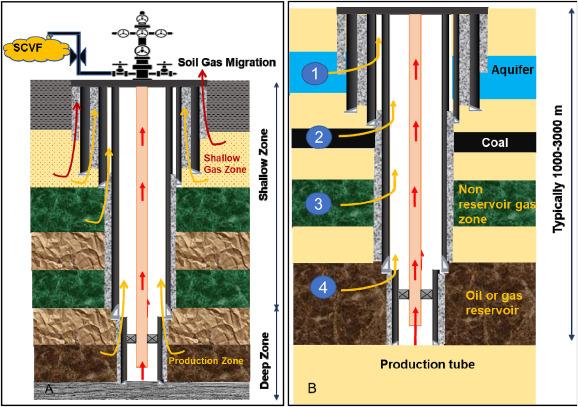 SCVF
Soil Gas Migration
Shallow
Gas Zone
Shallow Zone
Production Zone
Deep Zone
A
1
Aquifer
2
Coal
3
Non
reservoir gas
zone
4
Oil or gas
reservoir
Production tube
B
Typically 1000-3000 m